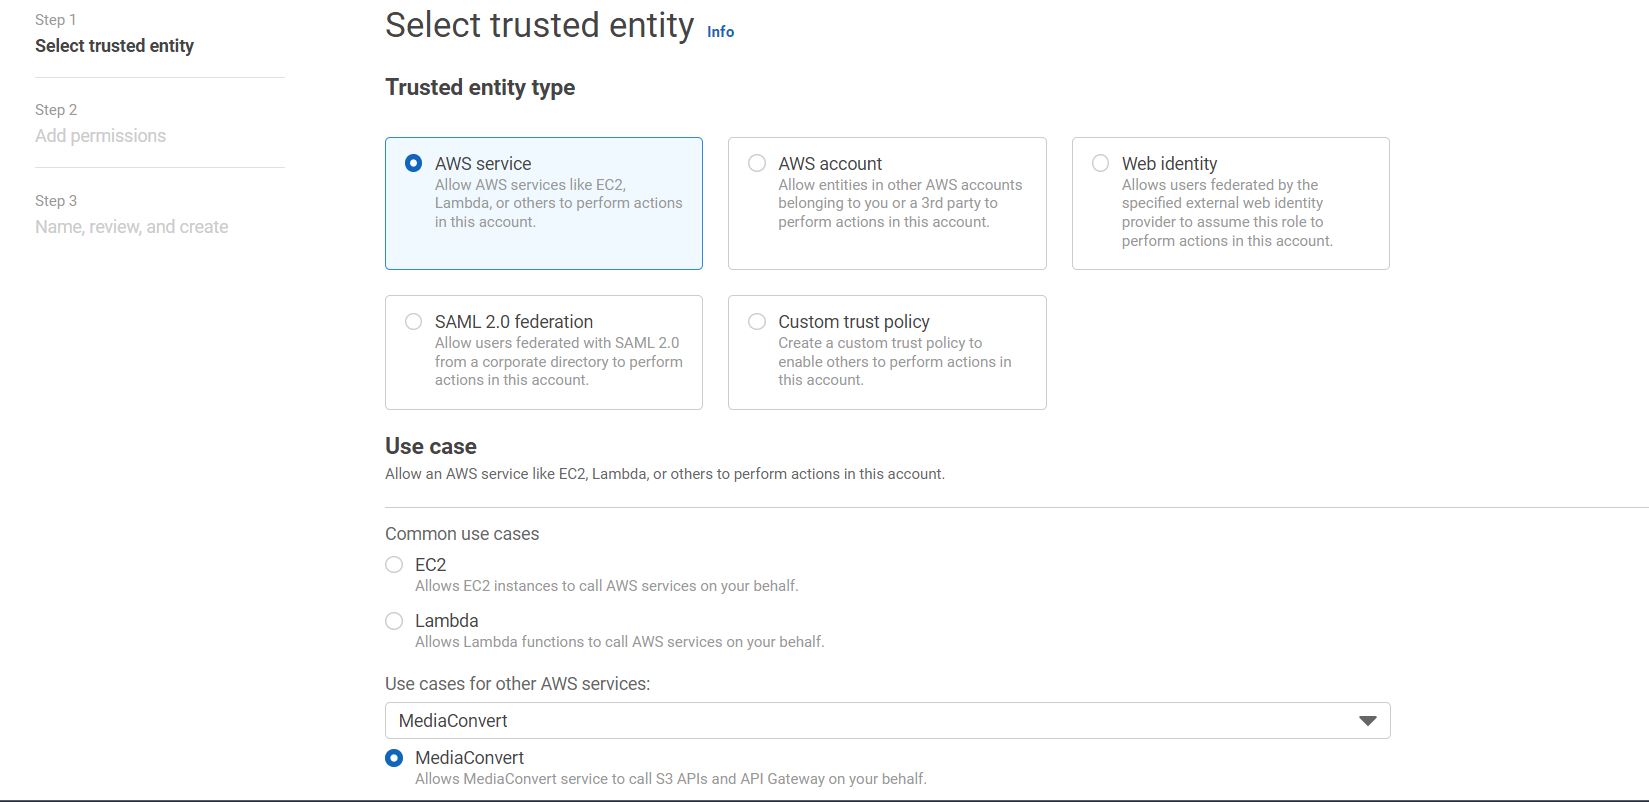 Step 1
Select trusted entity
Step 2
Add permissions
Step 3
Name, review, and create
Select trusted entity Info
Trusted entity type
AWS service
Allow AWS services like EC2,
Lambda, or others to perform actions
in this account.
AWS account
Allow entities in other AWS accounts
belonging to you or a 3rd party to
perform actions in this account.
Web identity
Allows users federated by the
specified external web identity
provider to assume this role to
perform actions in this account.
SAML 2.0 federation
Allow users federated with SAML 2.0
from a corporate directory to perform
actions in this account.
Custom trust policy
Create a custom trust policy to
enable others to perform actions in
this account.
Use case
Allow an AWS service like EC2, Lambda, or others to perform actions in this account.
Common use cases
EC2
Allows EC2 instances to call AWS services on your behalf.
Lambda
Allows Lambda functions to call AWS services on your behalf.
Use cases for other AWS services:
MediaConvert
MediaConvert
Allows MediaConvert service to call S3 APIs and API Gateway on your behalf.